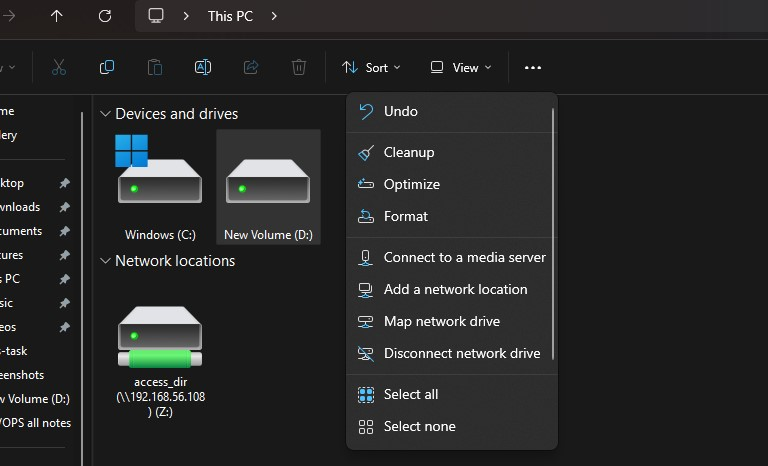 This PC
Sort
View
Devices and drives
Windows (C:)
New Volume (D:)
Network locations
access_dir
(\\192.168.56.108
) (Z:)
Undo
Cleanup
Optimize
Format
Connect to a media server
Add a network location
Map network drive
Disconnect network drive
Select all
Select none
me
lery
ktop
wnloads
cuments
tures
s PC
sic
eos
s-task
eenshots
w Volume (D:)
/OPS all notes